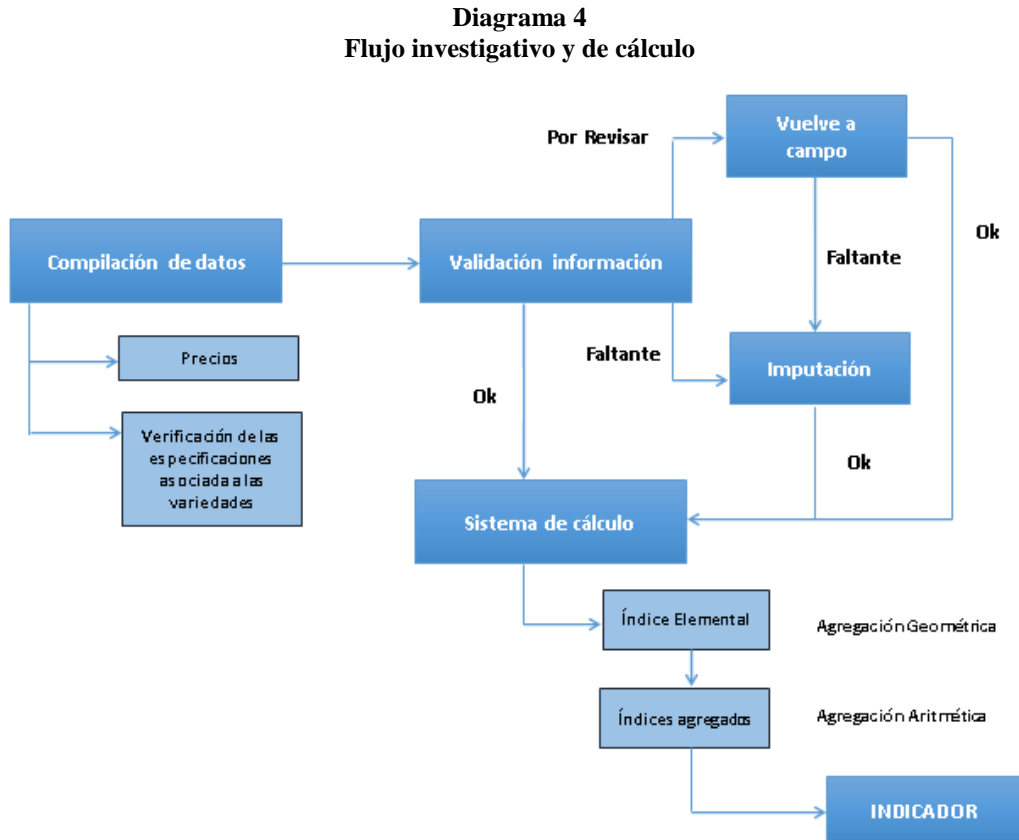 Diagrama 4
Flujo investigativo y de cálculo
Por Revisar
Vuelve a
campo
Compilación de datos
Validación información
Ok
Faltante
Precios
Faltante
Imputación
Ok
Verificación de las
especificaciones
asociada a las
variedades
Ok
Sistema de cálculo
Índice Elemental
Agregación Geométrica
Índices agregados
Agregación Aritmética
INDICADOR